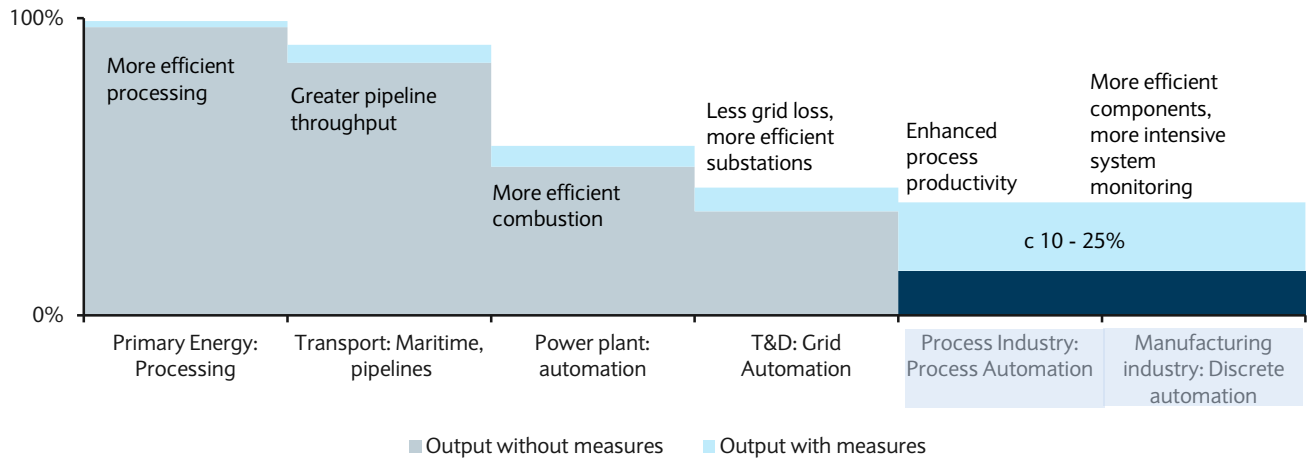 100%
0%
More efficient
processing
Greater pipeline
throughput
More efficient
combustion
Less grid loss,
more efficient
substations
Enhanced
process
productivity
More efficient
components,
more intensive
system
monitoring
c 10 - 25%
Primary Energy:
Processing
Transport: Maritime,
pipelines
Power plant:
automation
T&D: Grid
Automation
Process Industry:
Process Automation
Manufacturing
industry: Discrete
automation
Output without measures
Output with measures